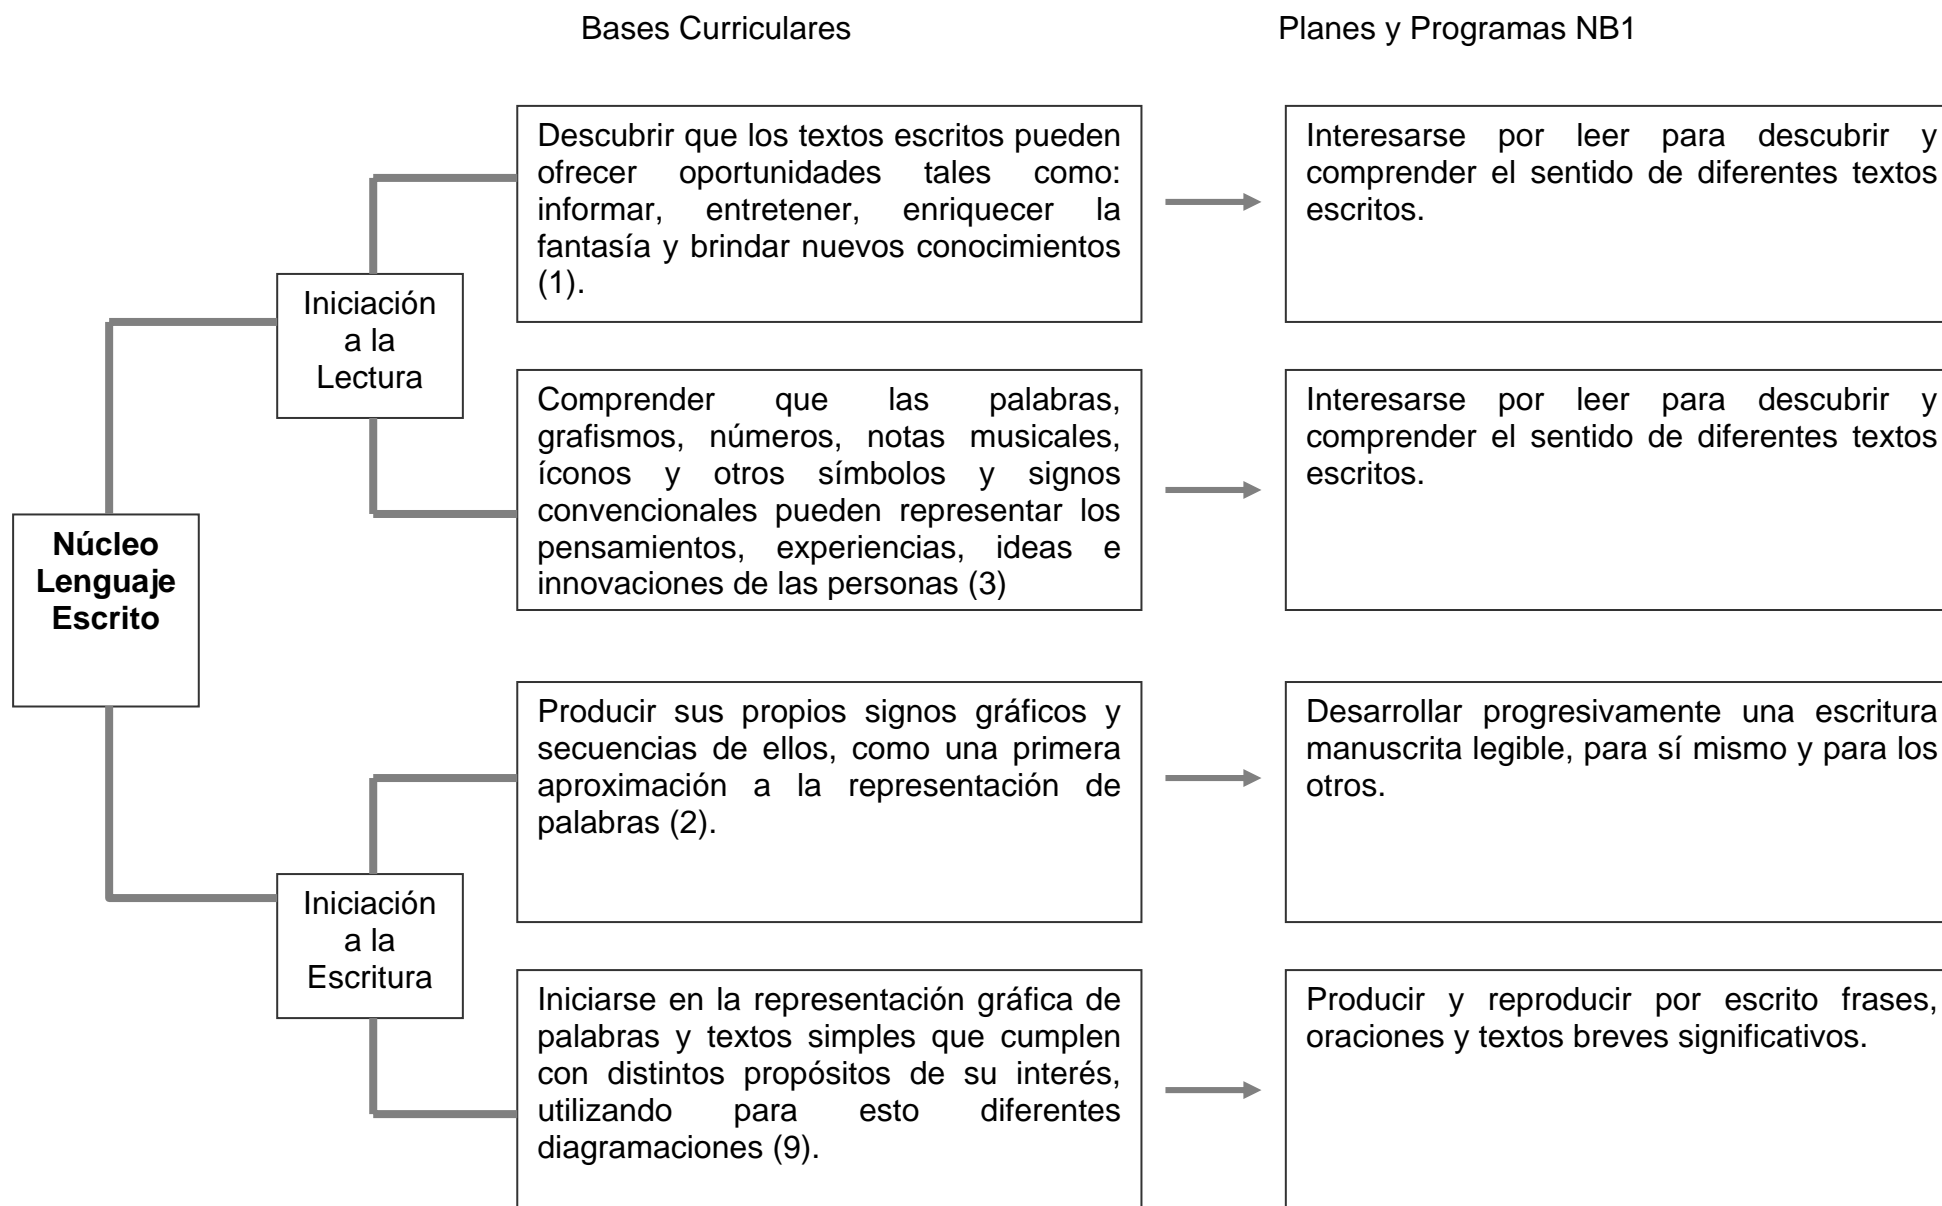 Bases Curriculares
Planes y Programas NB1
Núcleo
Lenguaje
Escrito
Iniciación
a la
Lectura
Descubrir que los textos escritos pueden
ofrecer oportunidades tales como:
informar, entretener, enriquecer la
fantasía y brindar nuevos conocimientos
(1).
Interesarse por leer para descubrir y
comprender el sentido de diferentes textos
escritos.
Comprender que las palabras,
grafismos, números, notas musicales,
íconos y otros símbolos y signos
convencionales pueden representar los
pensamientos, experiencias, ideas e
innovaciones de las personas (3)
Interesarse por leer para descubrir y
comprender el sentido de diferentes textos
escritos.
Iniciación
a la
Escritura
Producir sus propios signos gráficos y
secuencias de ellos, como una primera
aproximación a la representación de
palabras (2).
Desarrollar progresivamente una escritura
manuscrita legible, para sí mismo y para los
otros.
Iniciarse en la representación gráfica de
palabras y textos simples que cumplen
con distintos propósitos de su interés,
utilizando para esto diferentes
diagramaciones (9).
Producir y reproducir por escrito frases,
oraciones y textos breves significativos.